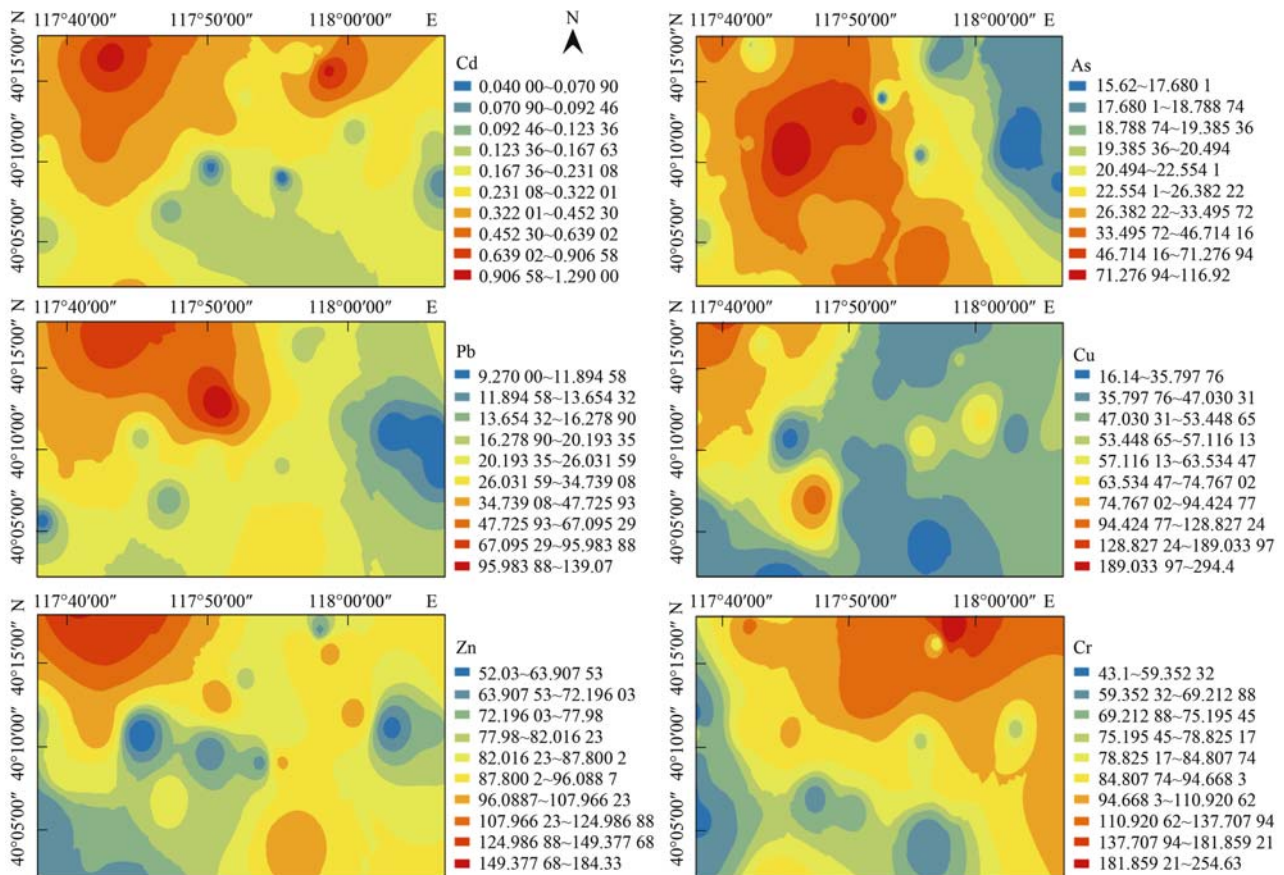 117°40′00″ 117°50′00″ 118°00′00″ E
40°15′00″ N
40°10′00″
40°05′00″
Cd
0.040 00~0.070 90
0.070 90~0.092 46
0.092 46~0.123 36
0.123 36~0.167 63
0.167 36~0.231 08
0.231 08~0.322 01
0.322 01~0.452 30
0.452 30~0.639 02
0.639 02~0.906 58
0.906 58~1.290 00
N
117°40′00″ 117°50′00″ 118°00′00″ E
40°15′00″ N
40°10′00″
40°05′00″
As
15.62~17.680 1
17.680 1~18.788 74
18.788 74~19.385 36
19.385 36~20.494
20.494~22.554 1
22.554 1~26.382 22
26.382 22~33.495 72
33.495 72~46.714 16
46.714 16~71.276 94
71.276 94~116.92
117°40′00″ 117°50′00″ 118°00′00″ E
40°15′00″ N
40°10′00″
40°05′00″
Pb
9.270 00~11.894 58
11.894 58~13.654 32
13.654 32~16.278 90
16.278 90~20.193 35
20.193 35~26.031 59
26.031 59~34.739 08
34.739 08~47.725 93
47.725 93~67.095 29
67.095 29~95.983 88
95.983 88~139.07
117°40′00″ 117°50′00″ 118°00′00″ E
40°15′00″ N
40°10′00″
40°05′00″
Cu
16.14~35.797 76
35.797 76~47.030 31
47.030 31~53.448 65
53.448 65~57.116 13
57.116 13~63.534 47
63.534 47~74.767 02
74.767 02~94.424 77
94.424 77~128.827 24
128.827 24~189.033 97
189.033 97~294.4
117°40′00″ 117°50′00″ 118°00′00″ E
40°15′00″ N
40°10′00″
40°05′00″
Zn
52.03~63.907 53
63.907 53~72.196 03
72.196 03~77.98
77.98~82.016 23
82.016 23~87.800 2
87.800 2~96.088 7
96.0887~107.966 23
107.966 23~124.986 88
124.986 88~149.377 68
149.377 68~184.33
117°40′00″ 117°50′00″ 118°00′00″ E
40°15′00″ N
40°10′00″
40°05′00″
Cr
43.1~59.352 32
59.352 32~69.212 88
69.212 88~75.195 45
75.195 45~78.825 17
78.825 17~84.807 74
84.807 74~94.668 3
94.668 3~110.920 62
110.920 62~137.707 94
137.707 94~181.859 21
181.859 21~254.63